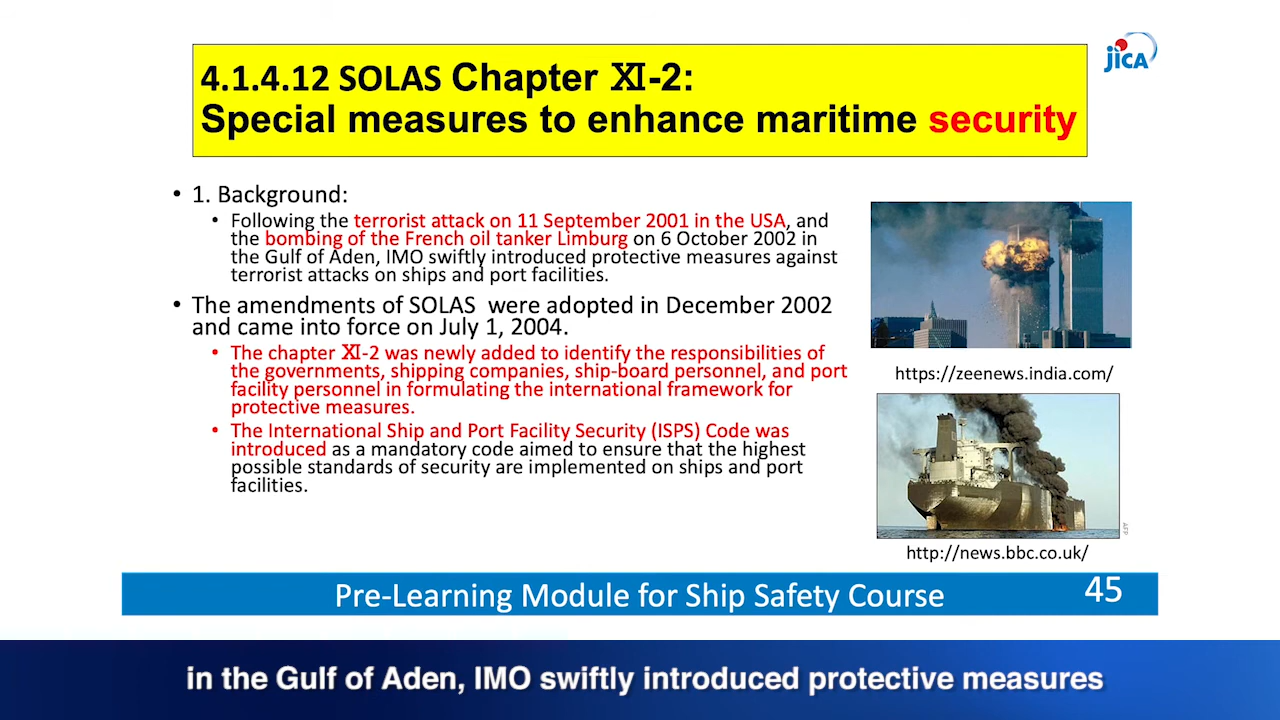 4.1.4.12 SOLAS Chapter Ⅺ-2:
Special measures to enhance maritime security
JICA
• 1. Background:
• Following the terrorist attack on 11 September 2001 in the USA, and
the bombing of the French oil tanker Limburg on 6 October 2002 in
the Gulf of Aden, IMO swiftly introduced protective measures against
terrorist attacks on ships and port facilities.
• The amendments of SOLAS were adopted in December 2002
and came into force on July 1, 2004.
• The chapter Ⅺ-2 was newly added to identify the responsibilities of
the governments, shipping companies, ship-board personnel, and port
facility personnel in formulating the international framework for
protective measures.
• The International Ship and Port Facility Security (ISPS) Code was
introduced as a mandatory code aimed to ensure that the highest
possible standards of security are implemented on ships and port
facilities.
https://zeenews.india.com/
AFP
http://news.bbc.co.uk/
Pre-Learning Module for Ship Safety Course
45
in the Gulf of Aden, IMO swiftly introduced protective measures